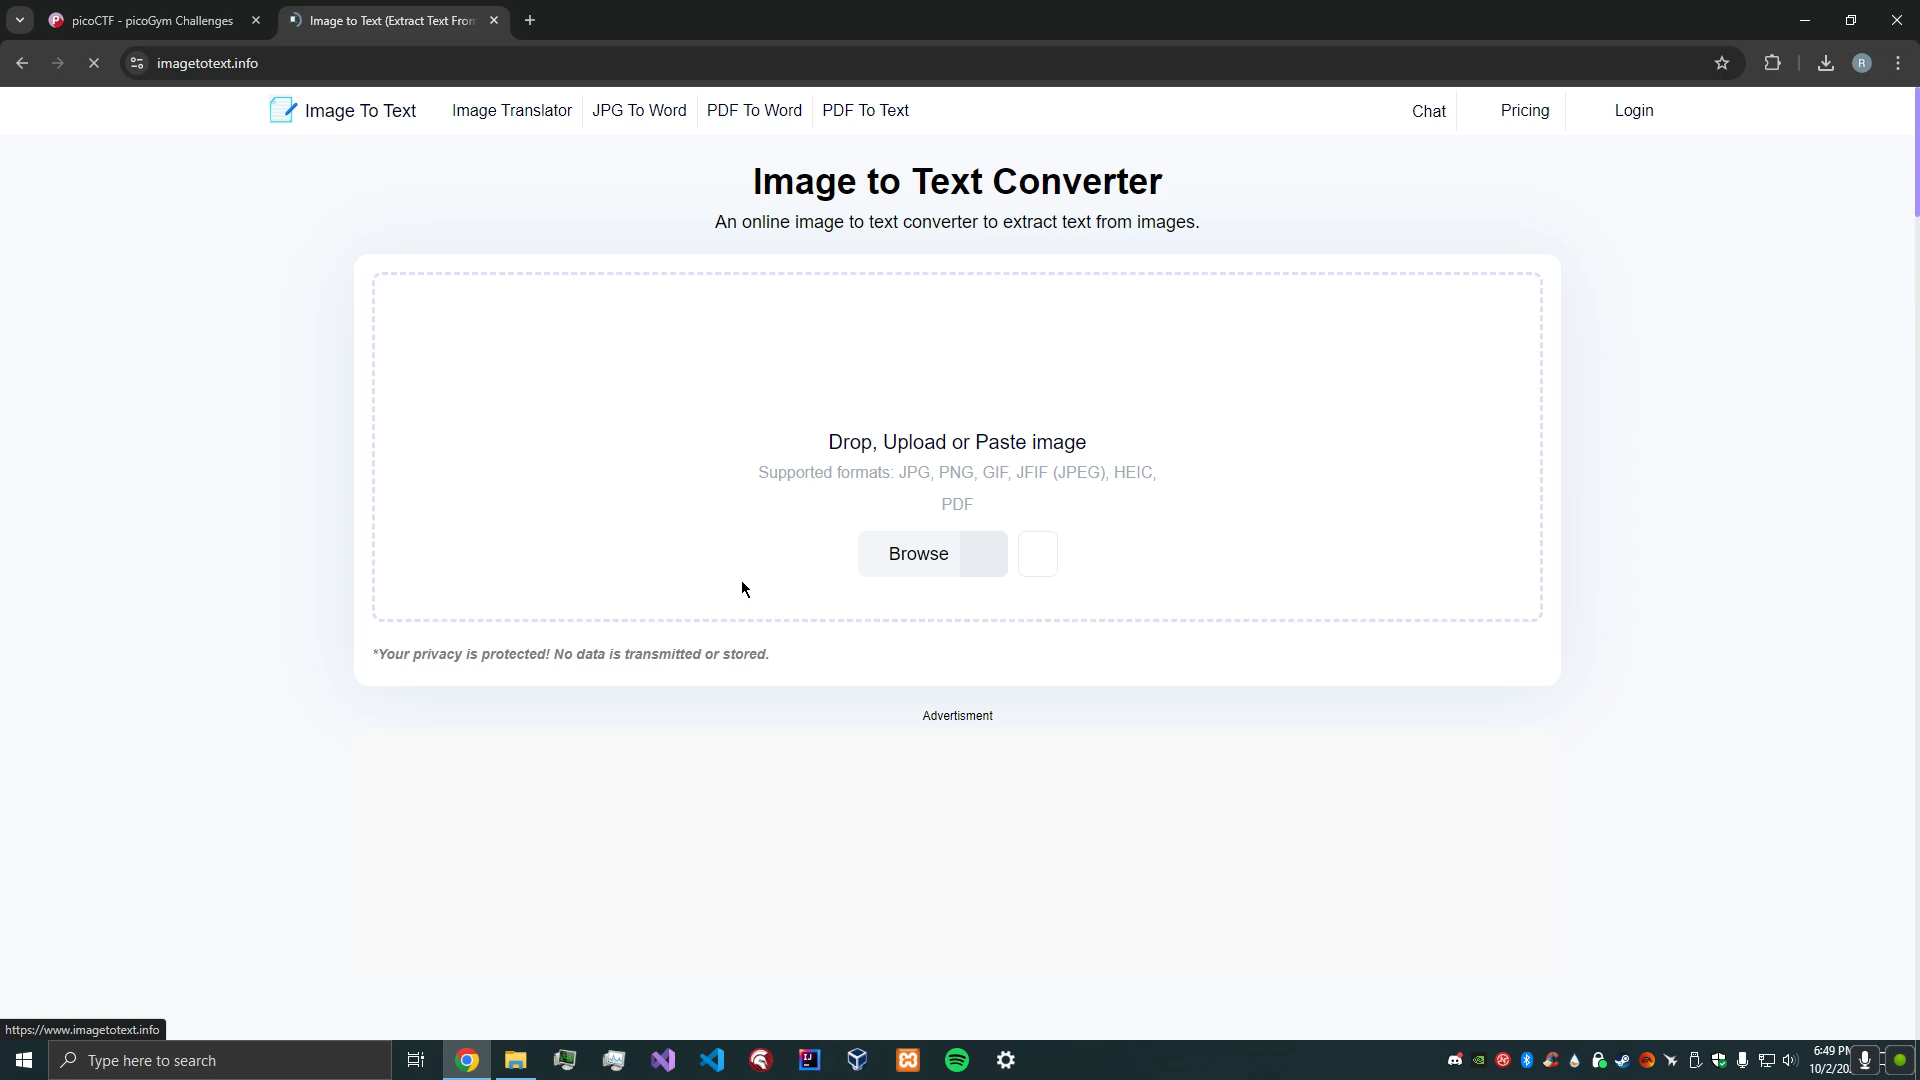 picoCTF - picoGym Challenges
Image to Text (Extract Text From
imagetotext.info
R
Image To Text
Image Translator
JPG To Word
PDF To Word
PDF To Text
Chat
Pricing
Login
Image to Text Converter
An online image to text converter to extract text from images.
Drop, Upload or Paste image
Supported formats: JPG, PNG, GIF, JFIF (JPEG), HEIC,
PDF
Browse
*Your privacy is protected! No data is transmitted or stored.
Advertisment
https://www.imagetotext.info
Type here to search
6:49 PM
10/2/20